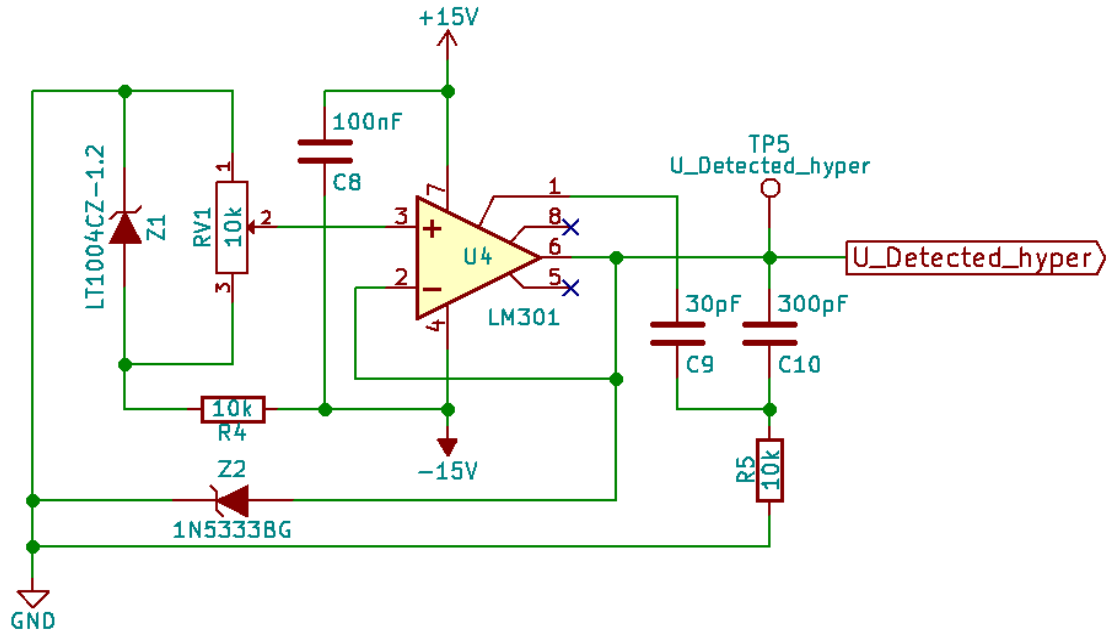 +15V
100nF
C8
TP5
U_Detected_hyper
LT1004CZ-1.2
Z1
RV1
10k
1
2
3
3
2
7
4
+
−
U4
LM301
1
8
6
5
U_Detected_hyper
30pF
C9
300pF
C10
10k
R4
-15V
R5
10k
Z2
1N5333BG
GND